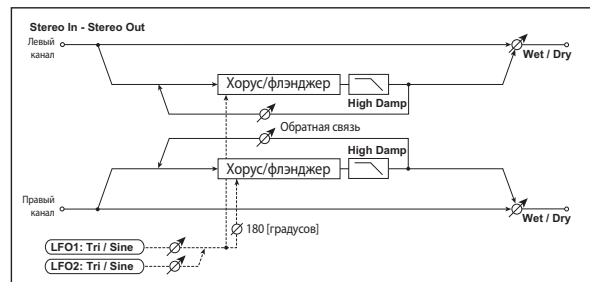 Stereo In - Stereo Out
Левый
канал
Wet / Dry
Хорус/флэнджер
High Damp
Обратная связь
High Damp
Хорус/флэнджер
Правый
канал
Wet / Dry
180 [градусов]
LFO1: Tri / Sine
LFO2: Tri / Sine